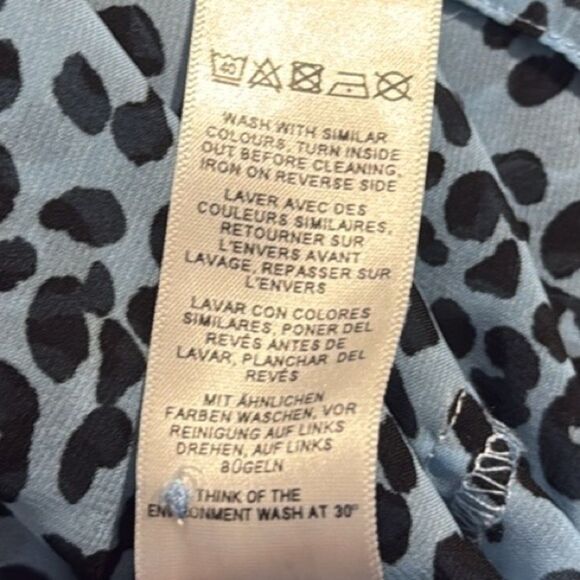 40
WASH WITH SIMILAR
COLOURS, TURN INSIDE
OUT BEFORE CLEANING,
IRON ON REVERSE SIDE
LAVER AVEC DES
COULEURS SIMILAIRES,
RETOURNER SUR
L'ENVERS AVANT
LAVAGE, REPASSER SUR
L'ENVERS
LAVAR CON COLORES
SIMILARES, PONER DEL
REVÉS ANTES DE
LAVAR, PLANCHAR DEL
REVÉS
MIT ÄHNLICHEN
FARBEN WASCHEN, VOR
REINIGUNG AUF LINKS
DREHEN, AUF LINKS
BÜGELN
THINK OF THE
ENVIRONMENT WASH AT 30°